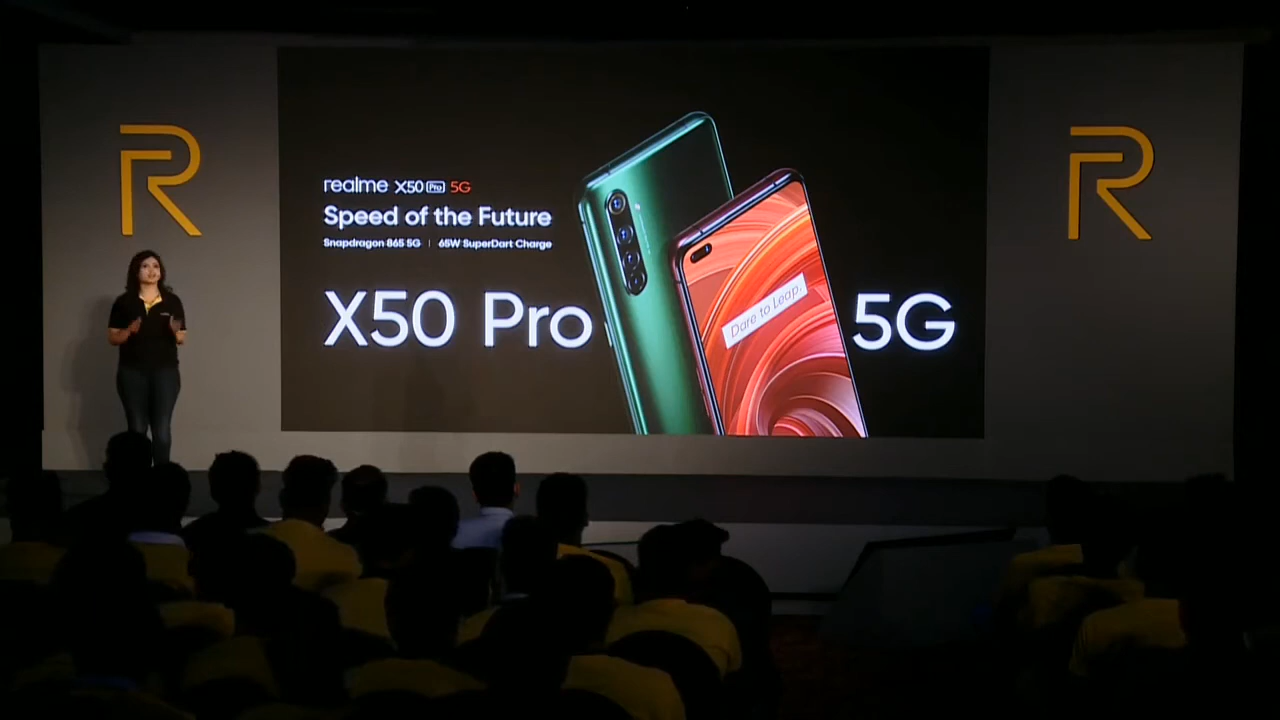 R
realme X50 Pro 5G
Speed of the Future
Snapdragon 865 5G | 65W SuperDart Charge
X50 Pro 5G
Dare to Leap.
R